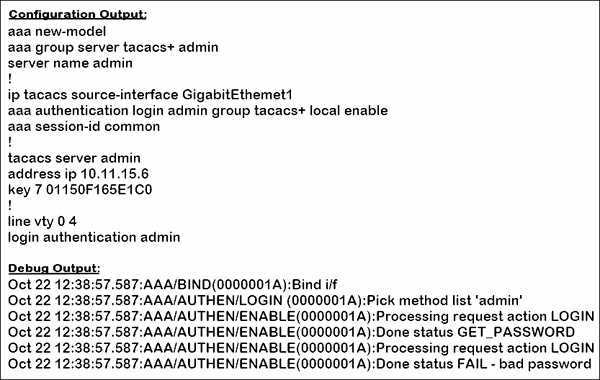 Configuration Output:
aaa new-model
aaa group server tacacs+ admin
server name admin
!
ip tacacs source-interface GigabitEthemet1
aaa authentication login admin group tacacs+ local enable
aaa session-id common
!
tacacs server admin
address ip 10.11.15.6
key 7 01150F165E1C0
!
line vty 0 4
login authentication admin
Debug Output:
Oct 22 12:38:57.587:AAA/BIND(0000001A):Bind i/f
Oct 22 12:38:57.587:AAA/AUTHEN/LOGIN (0000001A):Pick method list 'admin'
Oct 22 12:38:57.587:AAA/AUTHEN/ENABLE(0000001A):Processing request action LOGIN
Oct 22 12:38:57.587:AAA/AUTHEN/ENABLE(0000001A):Done status GET_PASSWORD
Oct 22 12:38:57.587:AAA/AUTHEN/ENABLE(0000001A):Processing request action LOGIN
Oct 22 12:38:57.587:AAA/AUTHEN/ENABLE(0000001A):Done status FAIL - bad password